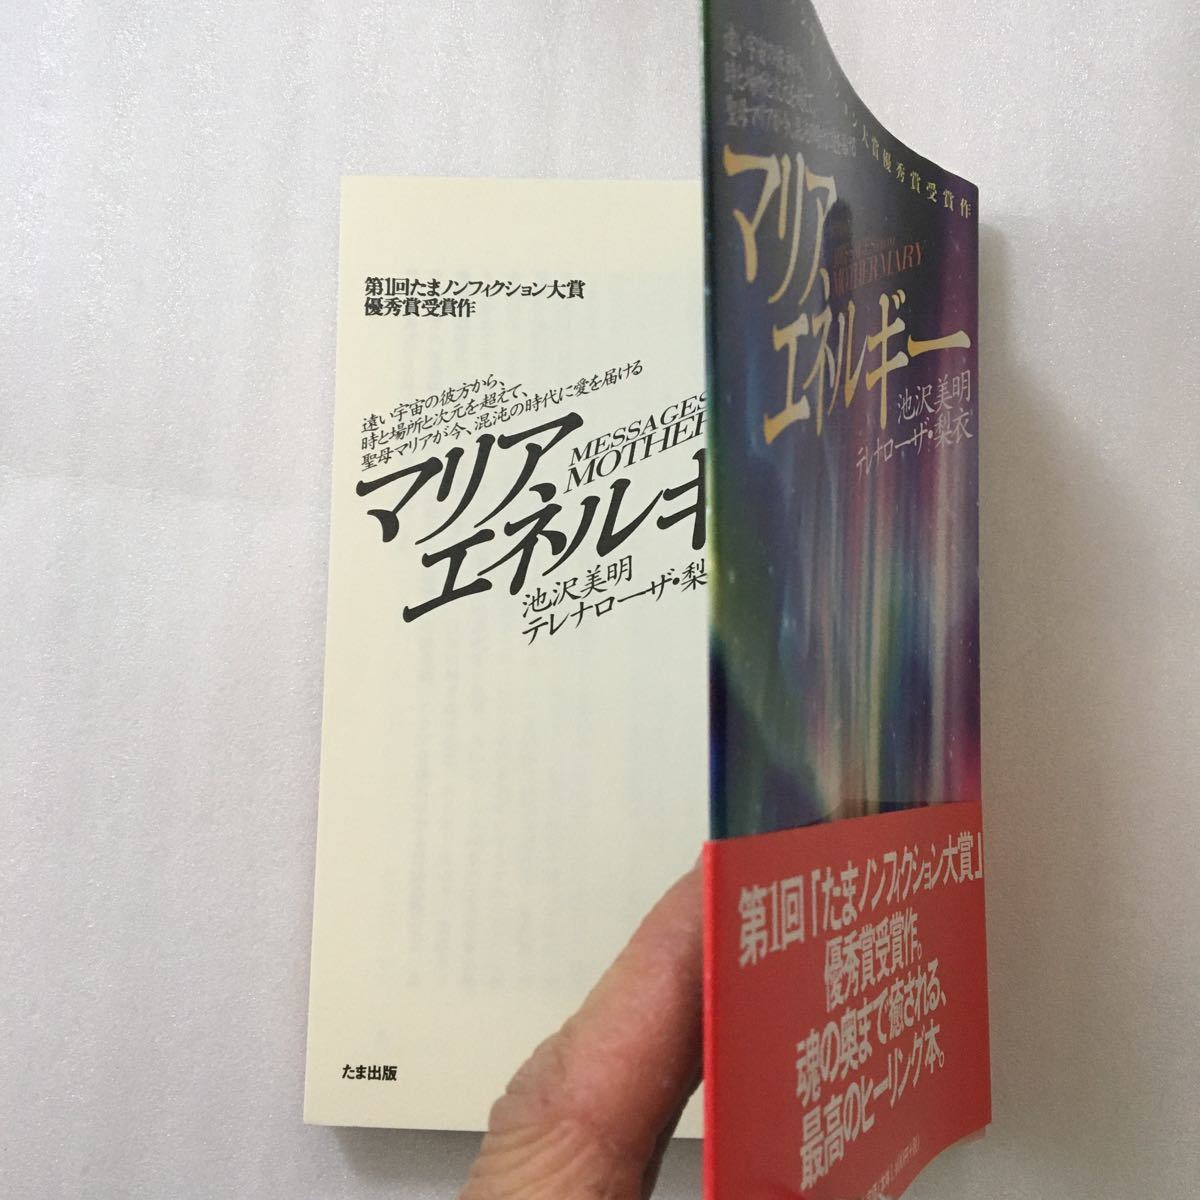 第1回たまノンフィクション大賞
優秀賞受賞作
遠い宇宙の彼方から、
時と場所と次元を超えて、
聖母マリアが今、混沌の時代に愛を届ける
マリア、
MESSAGES
MOTHER
エネルギ
池沢美明
テレナローザ・梨
たま出版
ション大賞優秀賞受賞作
マリア、
MOTHER MARY
エネルギー
池沢美明
テレナローザ・梨衣
第1回「たまノンフィクション大賞」
優秀賞受賞作。
魂の奥まで癒される、
最高のヒーリング本。